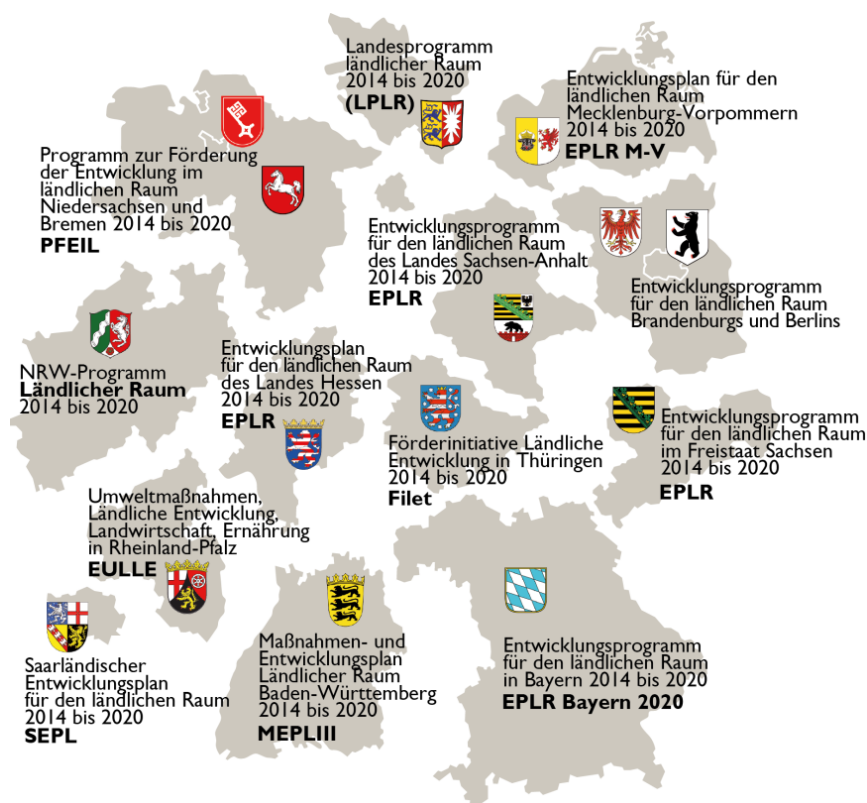 Landesprogramm
ländlicher Raum
2014 bis 2020
(LPLR)
Entwicklungsplan für den
ländlichen Raum
Mecklenburg-Vorpommern
2014 bis 2020
EPLR M-V
Programm zur Förderung
der Entwicklung im
ländlichen Raum
Niedersachsen und
Bremen 2014 bis 2020
PFEIL
Entwicklungsprogramm
für den ländlichen Raum
des Landes Sachsen-Anhalt
2014 bis 2020
EPLR
Entwicklungsprogramm
für den ländlichen Raum
Brandenburgs und Berlins
NRW-Programm
Ländlicher Raum
2014 bis 2020
Entwicklungsplan
für den ländlichen Raum
des Landes Hessen
2014 bis 2020
EPLR
Förderinitiative Ländliche
Entwicklung in Thüringen
2014 bis 2020
Filet
Entwicklungsprogramm
für den ländlichen Raum
im Freistaat Sachsen
2014 bis 2020
EPLR
Umweltmaßnahmen,
Ländliche Entwicklung,
Landwirtschaft, Ernährung
in Rheinland-Pfalz
EULLE
Saarländischer
Entwicklungsplan
für den ländlichen Raum
2014 bis 2020
SEPL
Maßnahmen- und
Entwicklungsplan
Ländlicher Raum
Baden-Württemberg
2014 bis 2020
MEPLIII
Entwicklungsprogramm
für den ländlichen Raum
in Bayern 2014 bis 2020
EPLR Bayern 2020